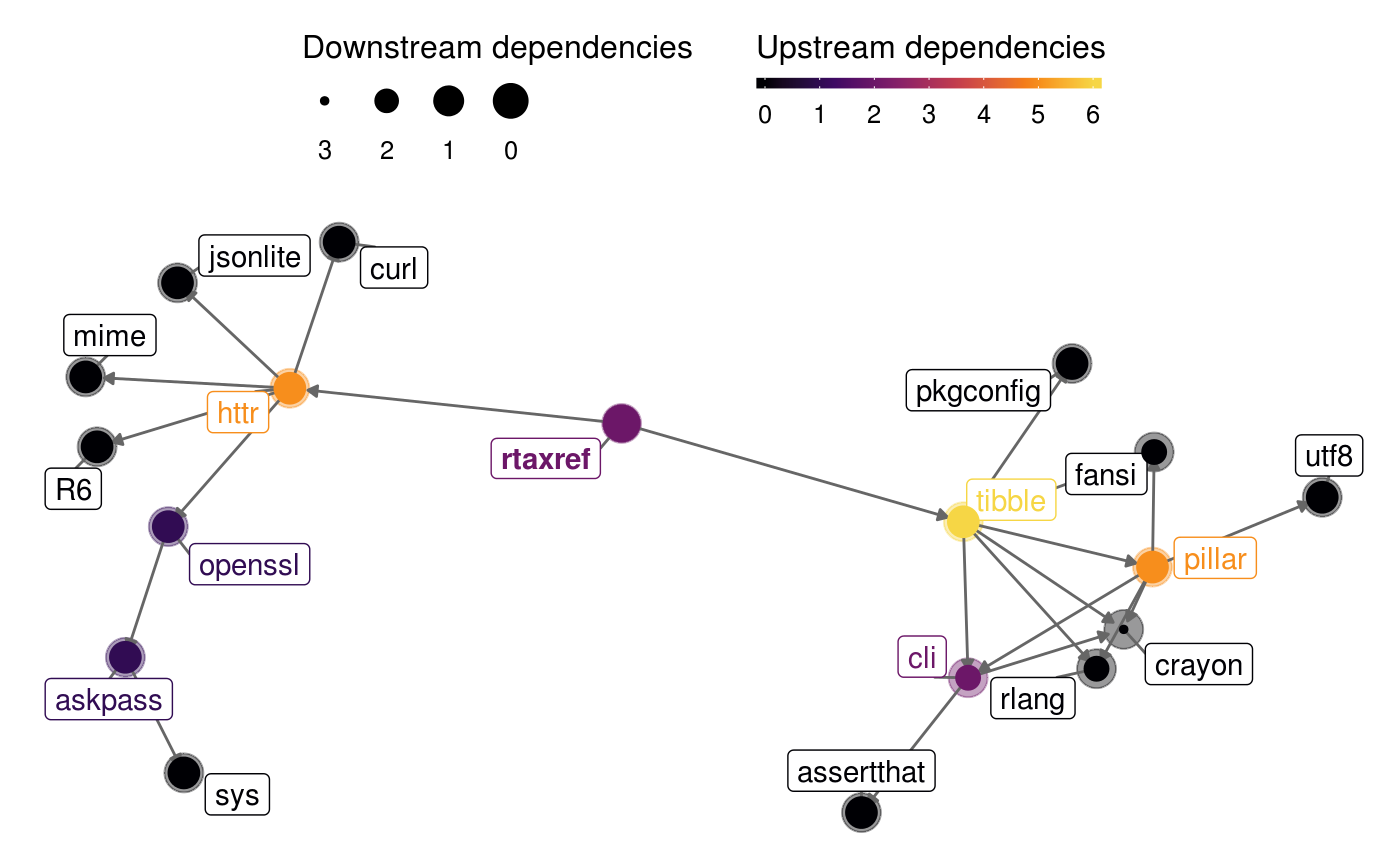 Downstream dependencies
Upstream dependencies
3 2 1 0
0 1 2 3 4 5 6
jsonlite
curl
mime
httr
R6
rtaxref
openssl
askpass
sys
pkgconfig
fansi
utf8
tibble
pillar
cli
crayon
rlang
assertthat